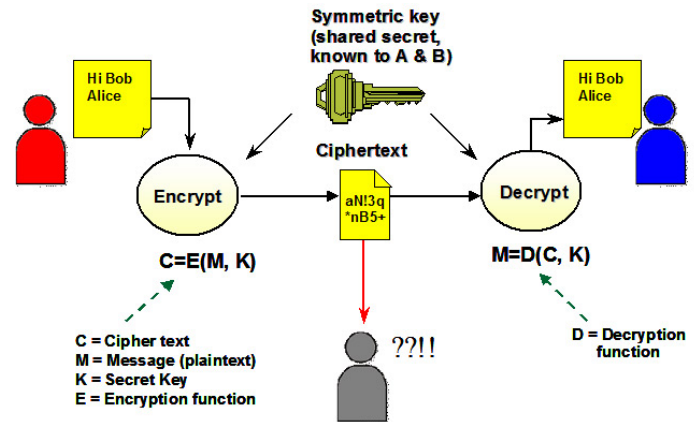 Symmetric key
(shared secret,
known to A & B)
Hi Bob
Alice
Hi Bob
Alice
Ciphertext
Encrypt
aN!3q
*nB5+
Decrypt
C=E(M, K)
M=D(C, K)
??!!
C = Cipher text
M = Message (plaintext)
K = Secret Key
E = Encryption function
D = Decryption
function